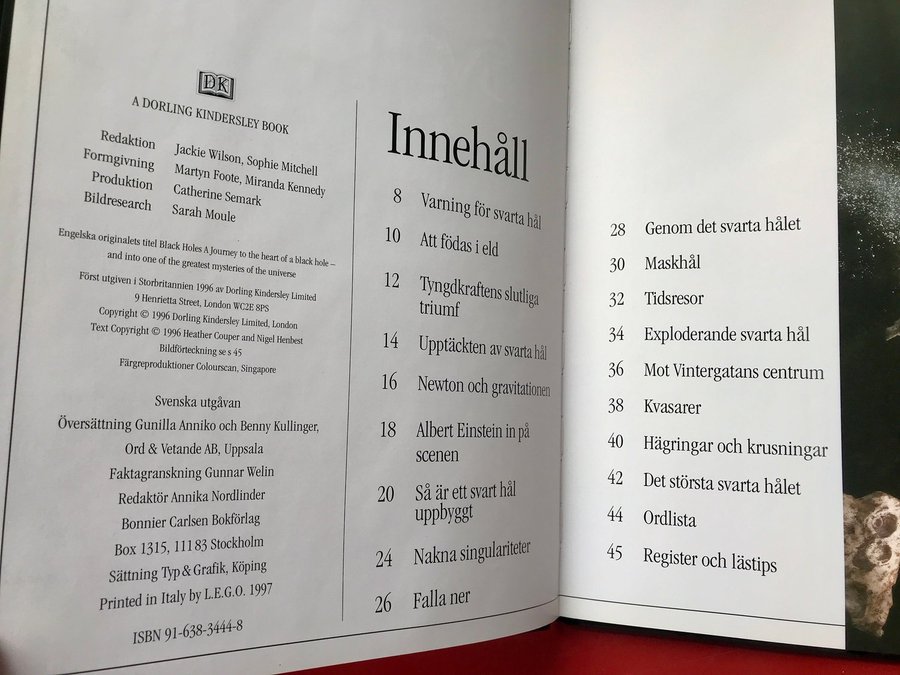 DK
A DORLING KINDERSLEY BOOK
Redaktion Jackie Wilson, Sophie Mitchell
Formgivning Martyn Foote, Miranda Kennedy
Produktion Catherine Semark
Bildresearch Sarah Moule
Engelska originalets titel Black Holes A Journey to the heart of a black hole –
and into one of the greatest mysteries of the universe
Först utgiven i Storbritannien 1996 av Dorling Kindersley Limited
9 Henrietta Street, London WC2E 8PS
Copyright © 1996 Dorling Kindersley Limited, London
Text Copyright © 1996 Heather Couper and Nigel Henbest
Bildförteckning se s 45
Färgreproduktioner Colourscan, Singapore
Svenska utgåvan
Översättning Gunilla Anniko och Benny Kullinger,
Ord & Vetande AB, Uppsala
Faktagranskning Gunnar Welin
Redaktör Annika Nordlinder
Bonnier Carlsen Bokförlag
Box 1315, 111 83 Stockholm
Sättning Typ & Grafik, Köping
Printed in Italy by L.E.G.O. 1997
ISBN 91-638-3444-8
Innehåll
8 Varning för svarta hål
10 Att födas i eld
12 Tyngdkraftens slutliga
triumf
14 Upptäckten av svarta hål
16 Newton och gravitationen
18 Albert Einstein in på
scenen
20 Så är ett svart hål
uppbyggt
24 Nakna singulariteter
26 Falla ner
28 Genom det svarta hålet
30 Maskhål
32 Tidsresor
34 Exploderande svarta hål
36 Mot Vintergatans centrum
38 Kvasarer
40 Hägringar och krusningar
42 Det största svarta hålet
44 Ordlista
45 Register och lästips